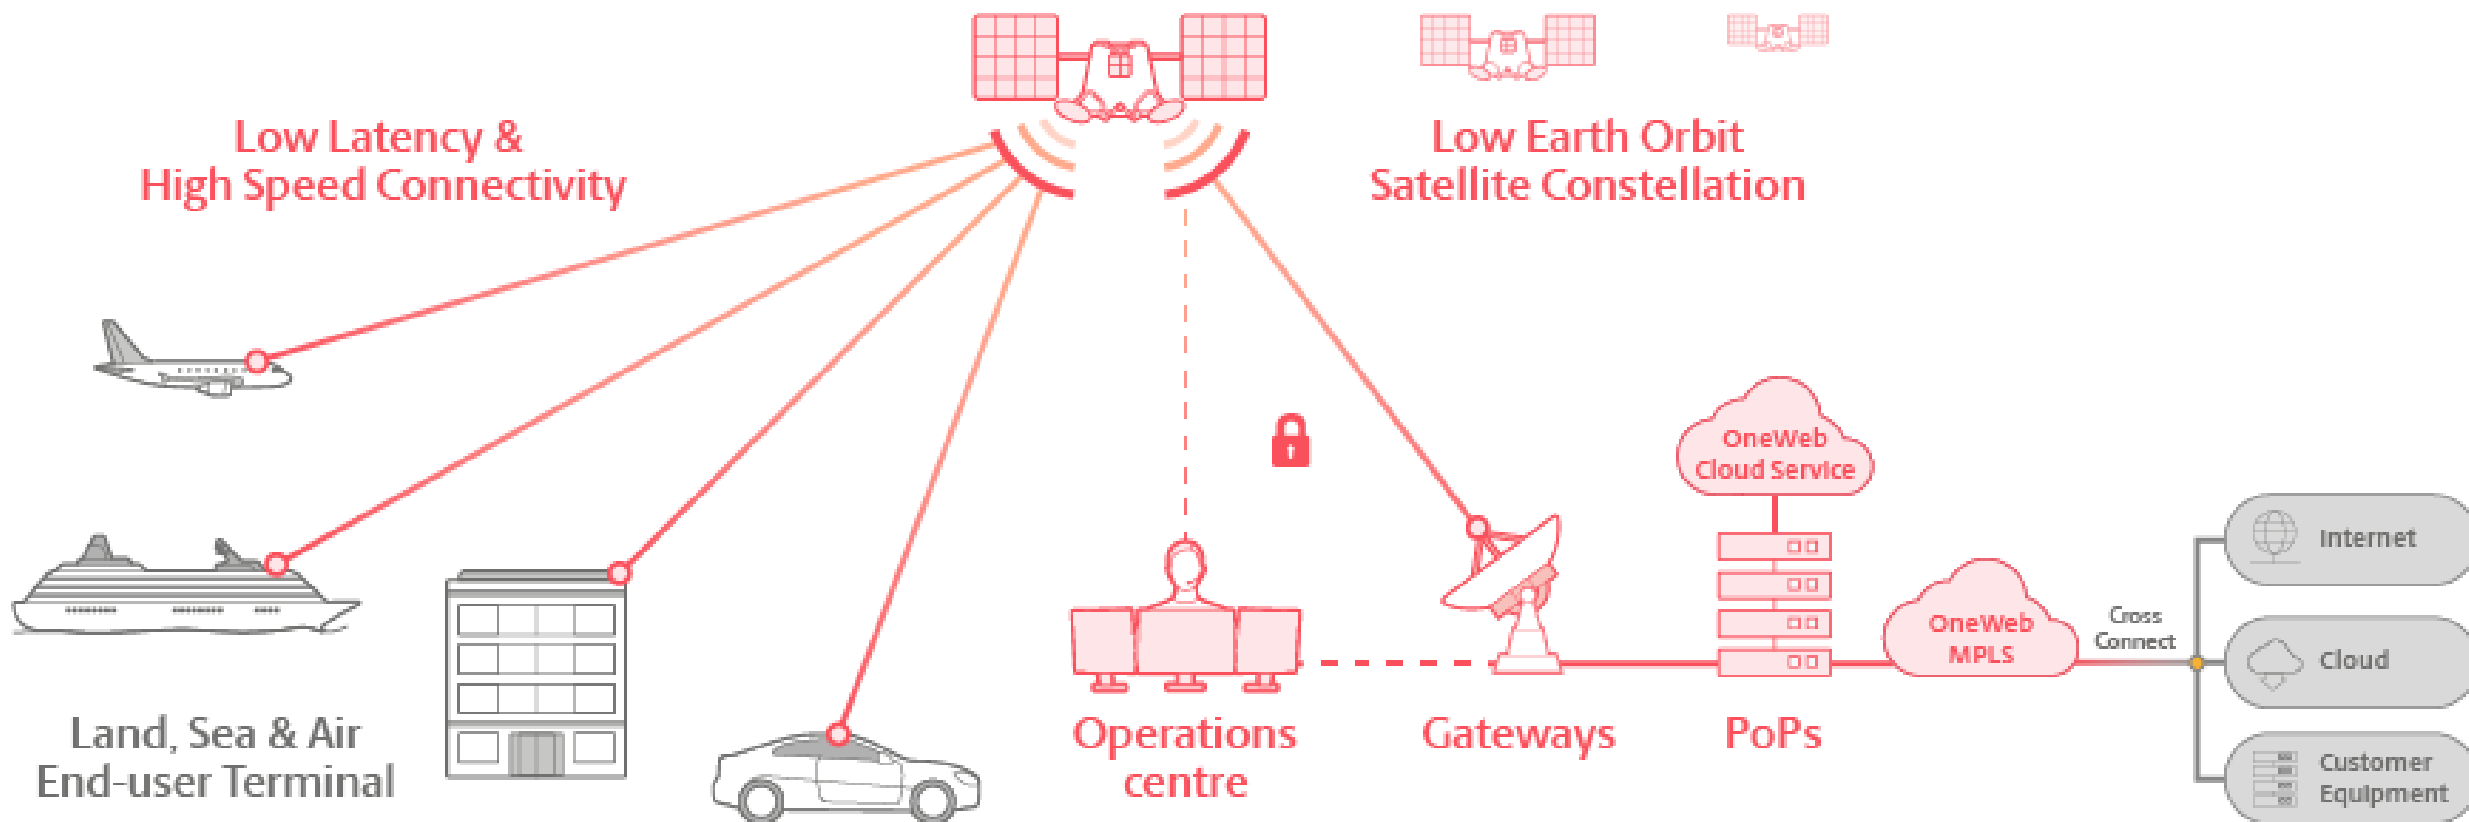 Low Latency &
High Speed Connectivity
Low Earth Orbit
Satellite Constellation
OneWeb
Cloud Service
Internet
OneWeb
MPLS
Cross
Connect
Cloud
Land, Sea & Air
End-user Terminal
Operations
centre
Gateways
PoPs
Customer
Equipment